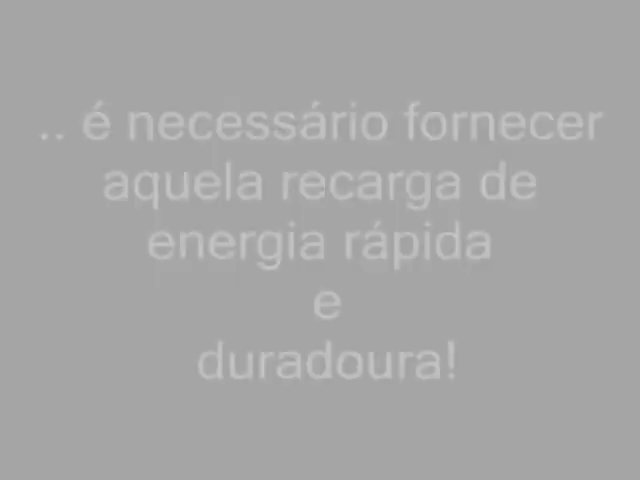 .. é necessário fornecer
aquela recarga de
energia rápida
e
duradoura!